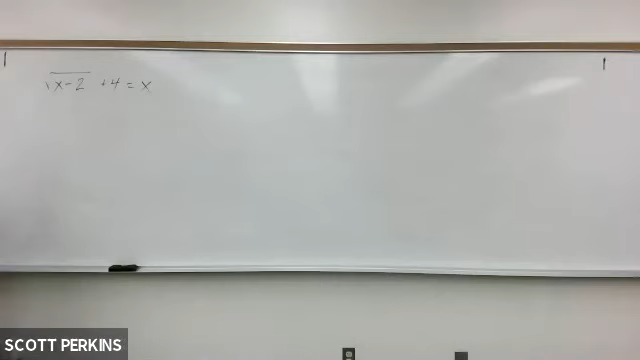 √x-2 +4 = x
SCOTT PERKINS